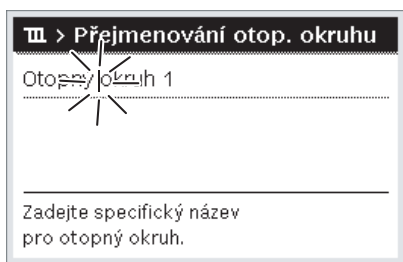 > Přejmenování otop. okruhu
Otopný okruh 1
Zadejte specifický název
pro otopný okruh.